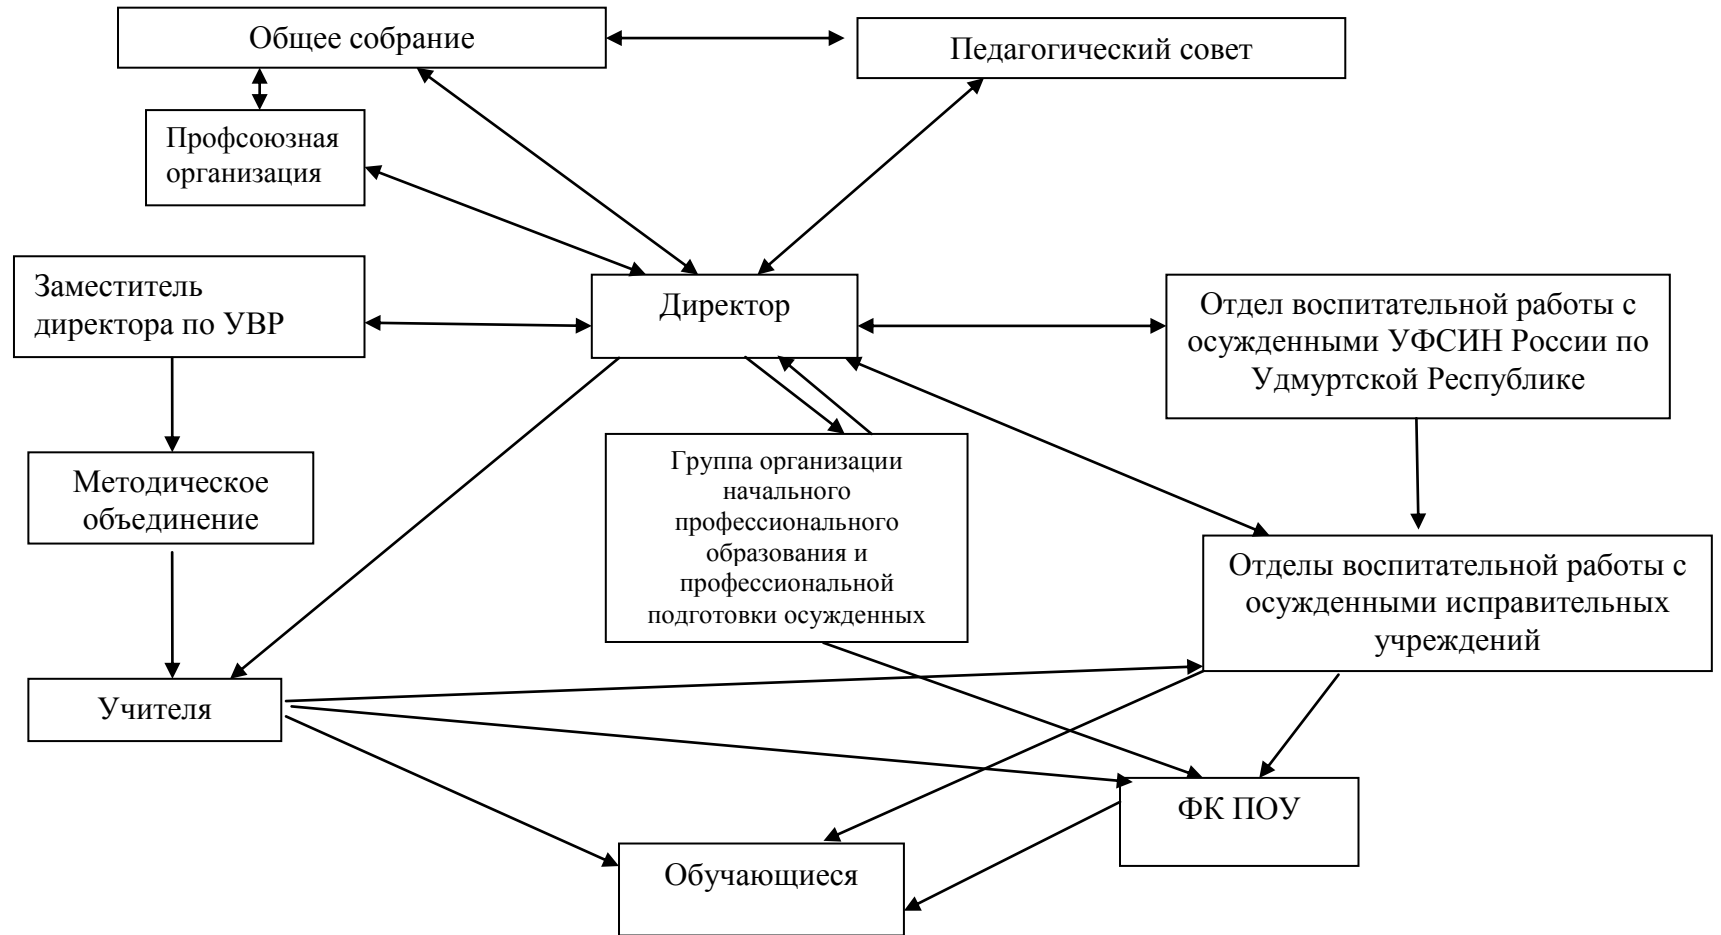 Общее собрание
Педагогический совет
Профсоюзная
организация
Заместитель
директора по УВР
Директор
Отдел воспитательной работы с
осужденными УФСИН России по
Удмуртской Республике
Методическое
объединение
Группа организации
начального
профессионального
образования и
профессиональной
подготовки осужденных
Отделы воспитательной работы с
осужденными исправительных
учреждений
Учителя
ФК ПОУ
Обучающиеся